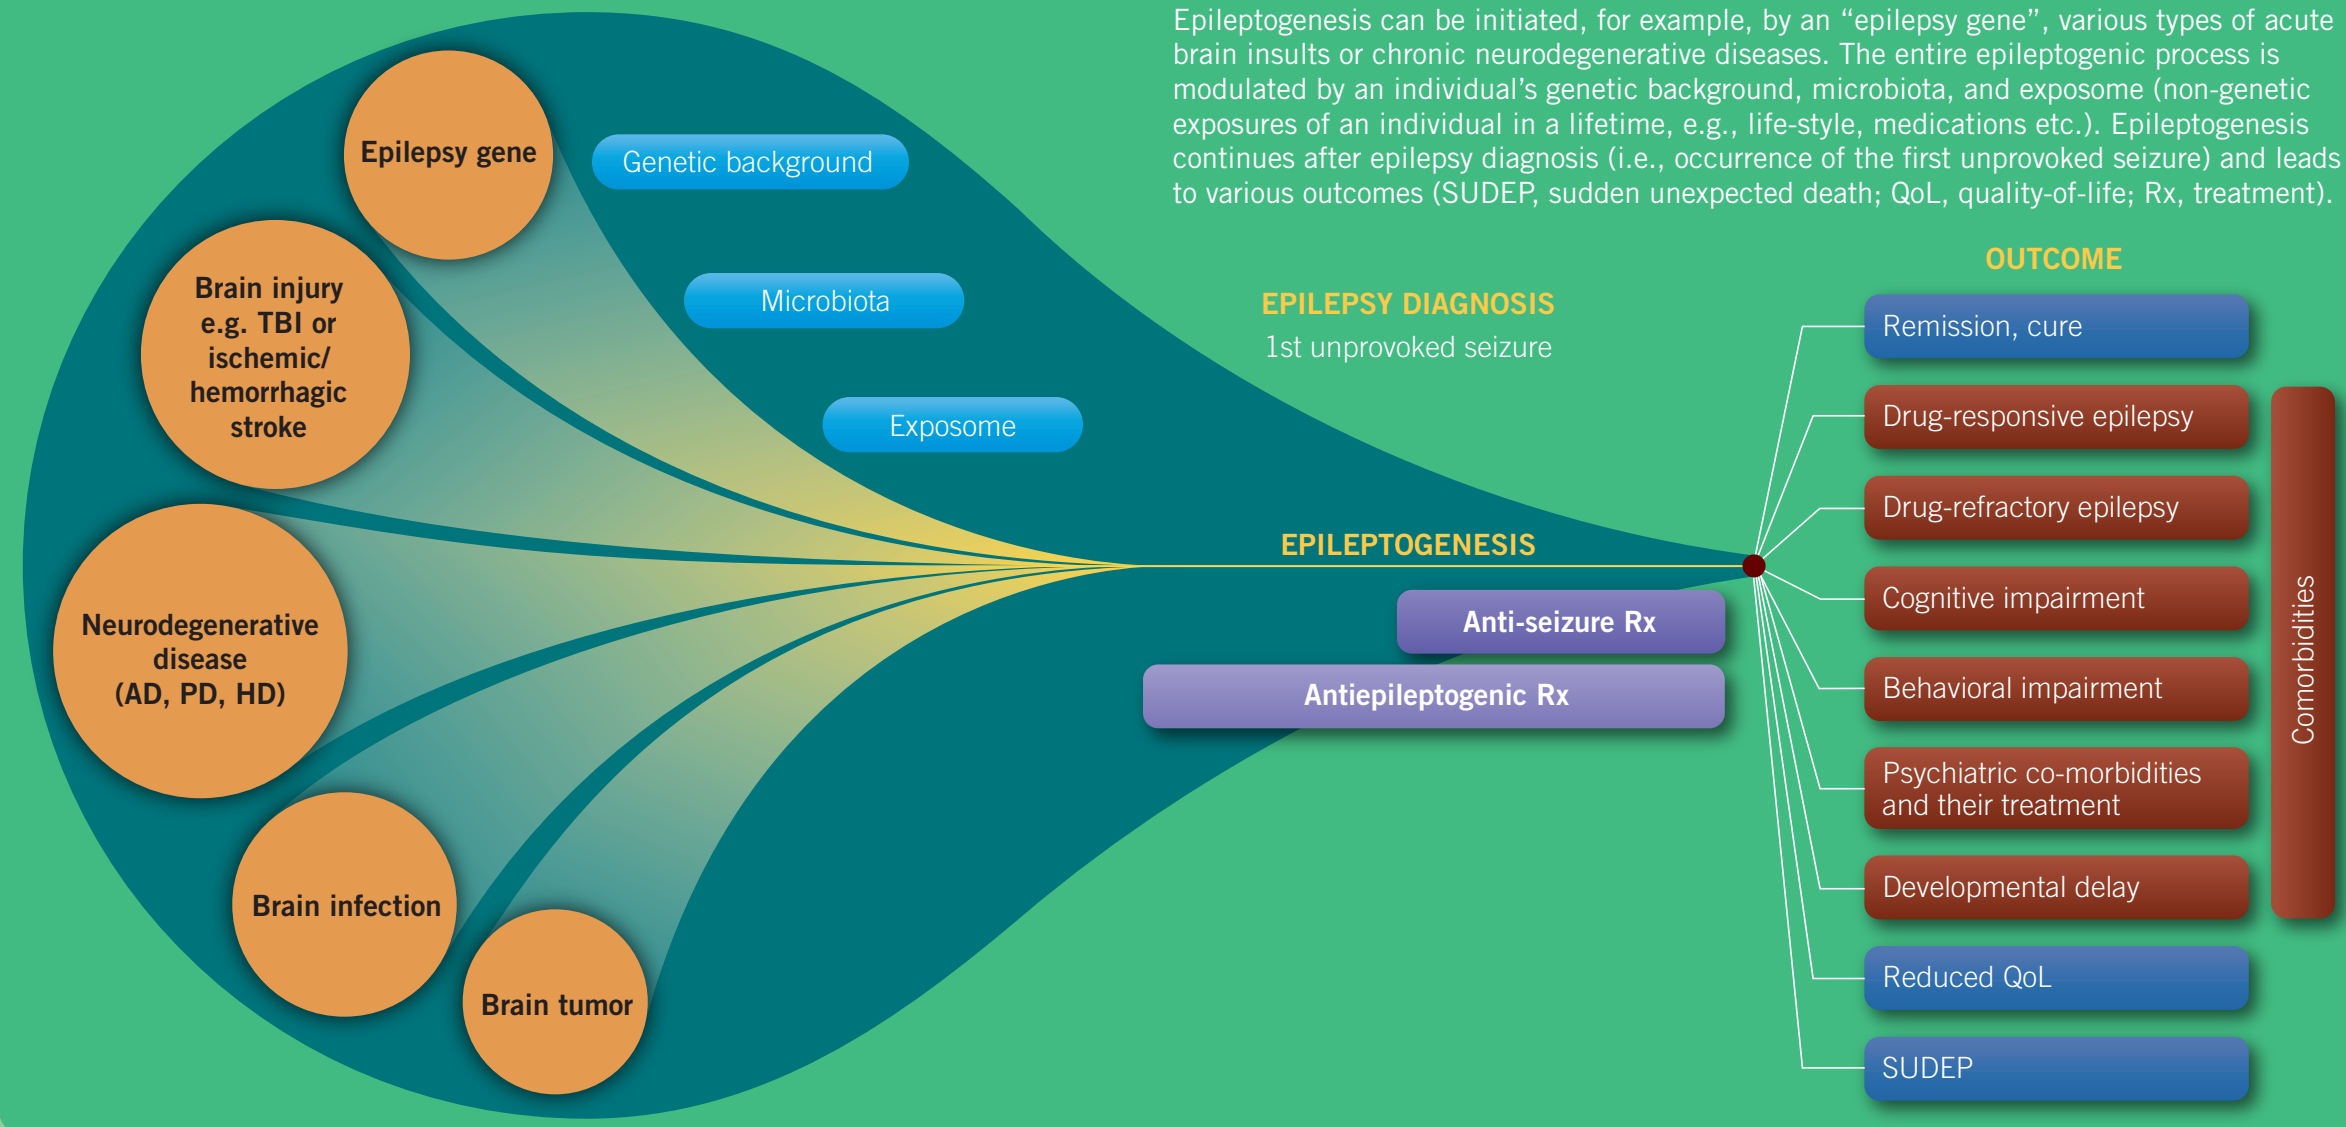 Epileptogenesis can be initiated, for example, by an “epilepsy gene”, various types of acute
brain insults or chronic neurodegenerative diseases. The entire epileptogenic process is
modulated by an individual’s genetic background, microbiota, and exposome (non-genetic
exposures of an individual in a lifetime, e.g., life-style, medications etc.). Epileptogenesis
continues after epilepsy diagnosis (i.e., occurrence of the first unprovoked seizure) and leads
to various outcomes (SUDEP, sudden unexpected death; QoL, quality-of-life; Rx, treatment).
Epilepsy gene
Brain injury
e.g. TBI or
ischemic/
hemorrhagic
stroke
Neurodegenerative
disease
(AD, PD, HD)
Brain infection
Brain tumor
Genetic background
Microbiota
Exposome
EPILEPSY DIAGNOSIS
1st unprovoked seizure
EPILEPTOGENESIS
Anti-seizure Rx
Antiepileptogenic Rx
OUTCOME
Remission, cure
Drug-responsive epilepsy
Drug-refractory epilepsy
Cognitive impairment
Behavioral impairment
Psychiatric co-morbidities
and their treatment
Developmental delay
Reduced QoL
SUDEP
Comorbidities